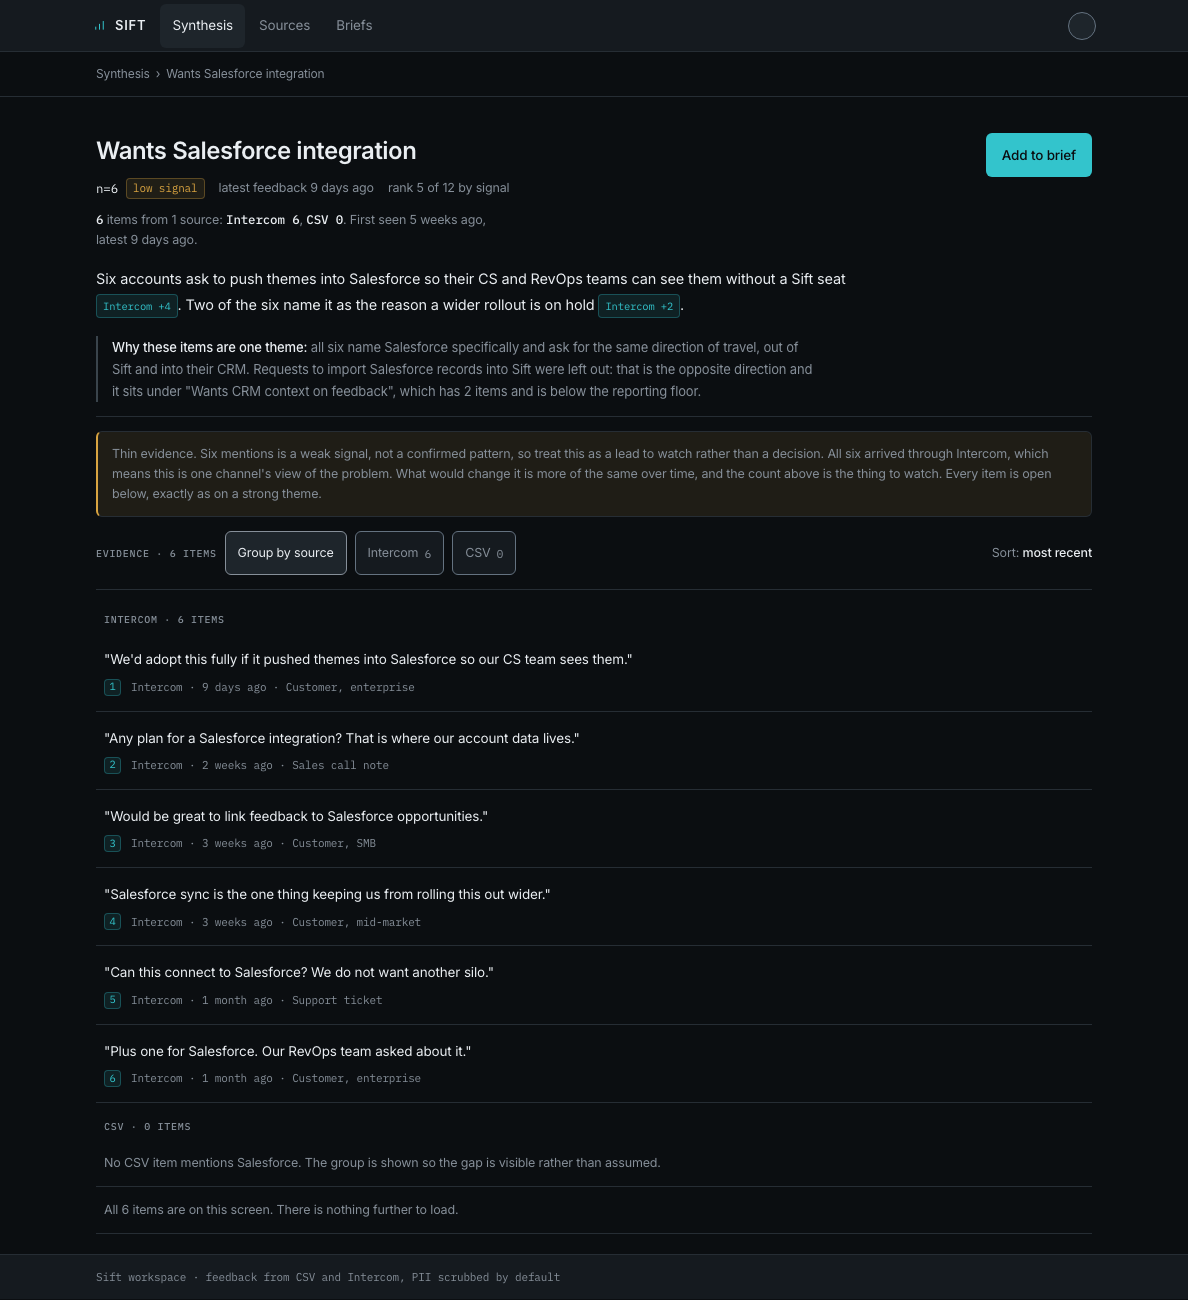 SIFT Synthesis Sources Briefs
Synthesis › Wants Salesforce integration
Wants Salesforce integration
Add to brief
n=6 low signal latest feedback 9 days ago rank 5 of 12 by signal
6 items from 1 source: Intercom 6, CSV 0. First seen 5 weeks ago,
latest 9 days ago.
Six accounts ask to push themes into Salesforce so their CS and RevOps teams can see them without a Sift seat
Intercom +4. Two of the six name it as the reason a wider rollout is on hold Intercom +2.
Why these items are one theme: all six name Salesforce specifically and ask for the same direction of travel, out of
Sift and into their CRM. Requests to import Salesforce records into Sift were left out: that is the opposite direction and
it sits under "Wants CRM context on feedback", which has 2 items and is below the reporting floor.
Thin evidence. Six mentions is a weak signal, not a confirmed pattern, so treat this as a lead to watch rather than a decision. All six arrived through Intercom, which
means this is one channel's view of the problem. What would change it is more of the same over time, and the count above is the thing to watch. Every item is open
below, exactly as on a strong theme.
EVIDENCE · 6 ITEMS Group by source Intercom 6 CSV 0 Sort: most recent
INTERCOM · 6 ITEMS
"We'd adopt this fully if it pushed themes into Salesforce so our CS team sees them."
1 Intercom · 9 days ago · Customer, enterprise
"Any plan for a Salesforce integration? That is where our account data lives."
2 Intercom · 2 weeks ago · Sales call note
"Would be great to link feedback to Salesforce opportunities."
3 Intercom · 3 weeks ago · Customer, SMB
"Salesforce sync is the one thing keeping us from rolling this out wider."
4 Intercom · 3 weeks ago · Customer, mid-market
"Can this connect to Salesforce? We do not want another silo."
5 Intercom · 1 month ago · Support ticket
"Plus one for Salesforce. Our RevOps team asked about it."
6 Intercom · 1 month ago · Customer, enterprise
CSV · 0 ITEMS
No CSV item mentions Salesforce. The group is shown so the gap is visible rather than assumed.
All 6 items are on this screen. There is nothing further to load.
Sift workspace · feedback from CSV and Intercom, PII scrubbed by default